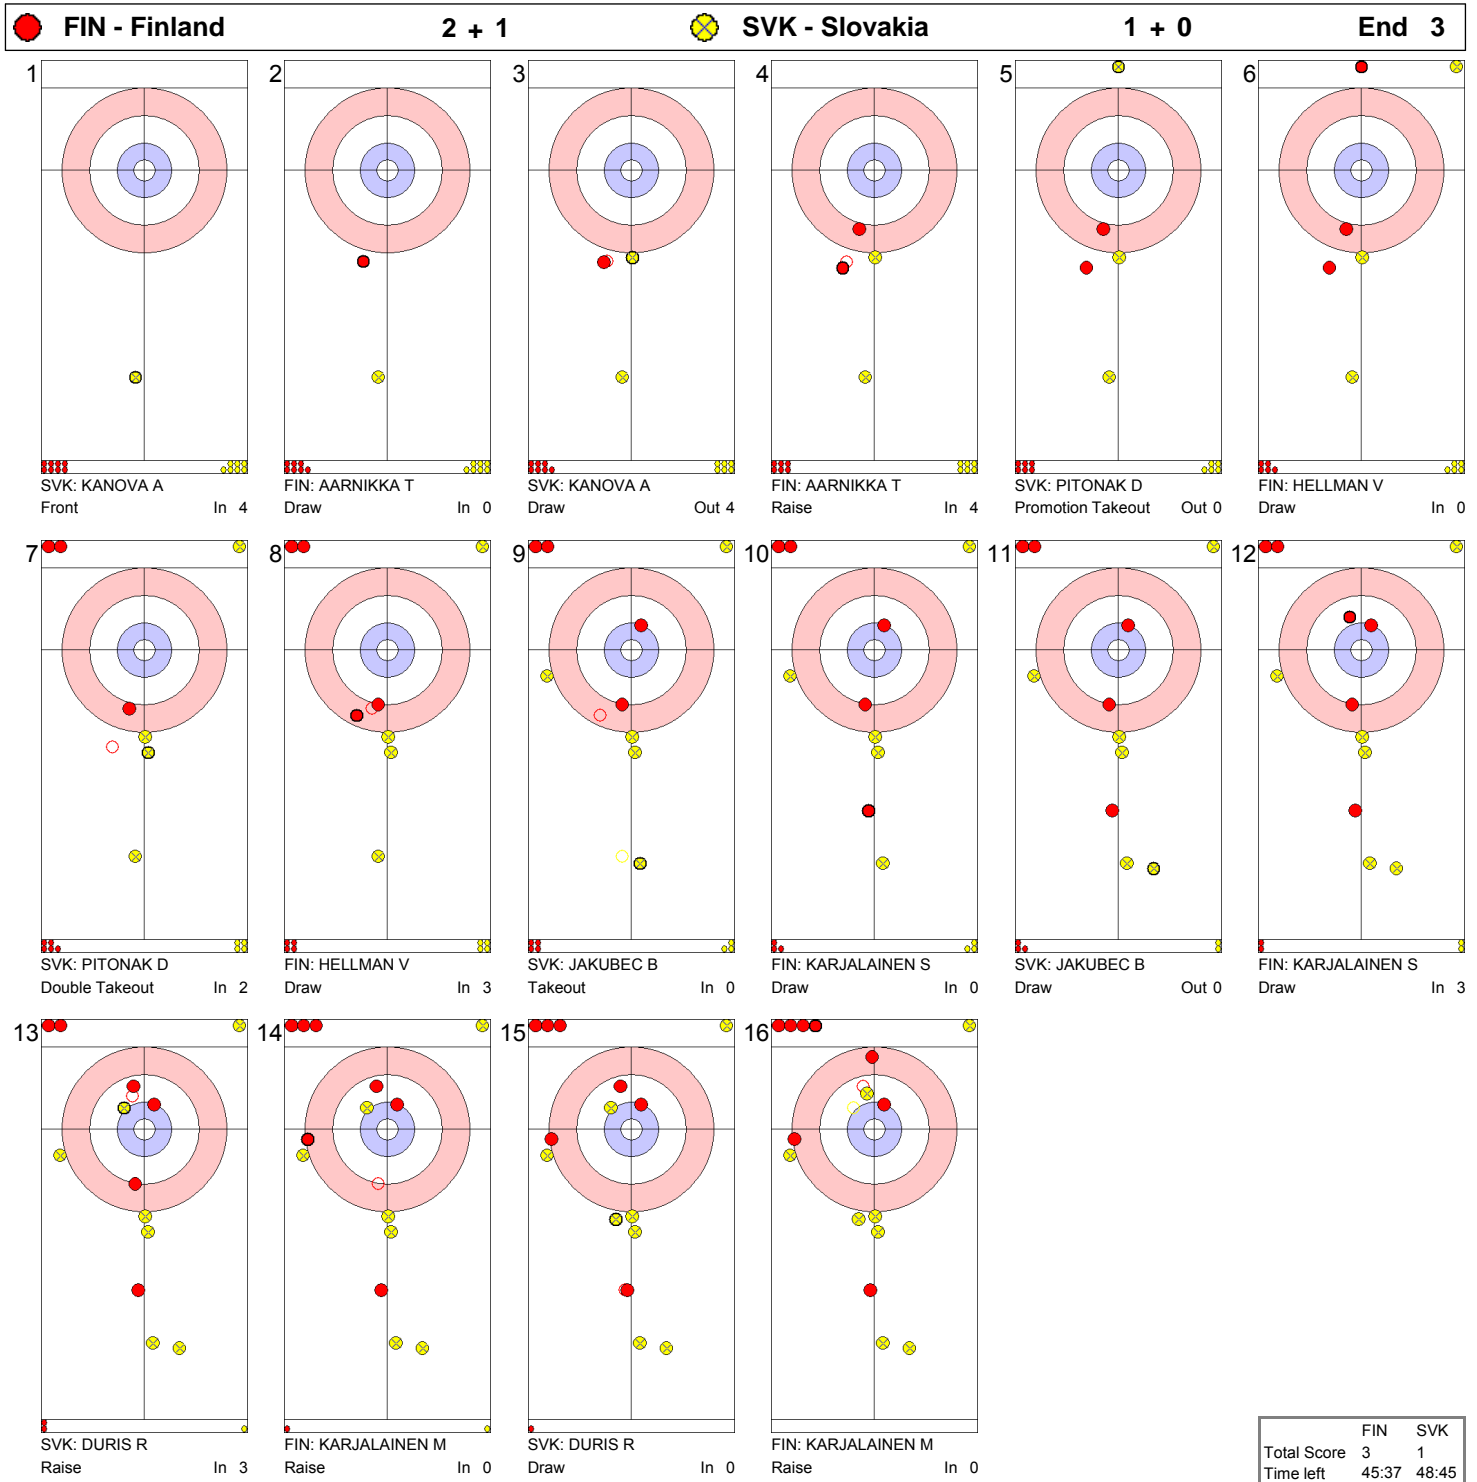 FIN - Finland 2 + 1 SVK - Slovakia 1 + 0 End 3
1 2 3 4 5 6
SVK: KANOVA A FIN: AARNIKKA T SVK: KANOVA A FIN: AARNIKKA T SVK: PITONAK D FIN: HELLMAN V
Front In 4 Draw In 0 Draw Out 4 Raise In 4 Promotion Takeout Out 0 Draw In 0
7 8 9 10 11 12
SVK: PITONAK D FIN: HELLMAN V SVK: JAKUBEC B FIN: KARJALAINEN S SVK: JAKUBEC B FIN: KARJALAINEN S
Double Takeout In 2 Draw In 3 Takeout In 0 Draw In 0 Draw Out 0 Draw In 3
13 14 15 16
SVK: DURIS R FIN: KARJALAINEN M SVK: DURIS R FIN: KARJALAINEN M
Raise In 3 Raise In 0 Draw In 0 Raise In 0
FIN SVK
Total Score 3 1
Time left 45:37 48:45